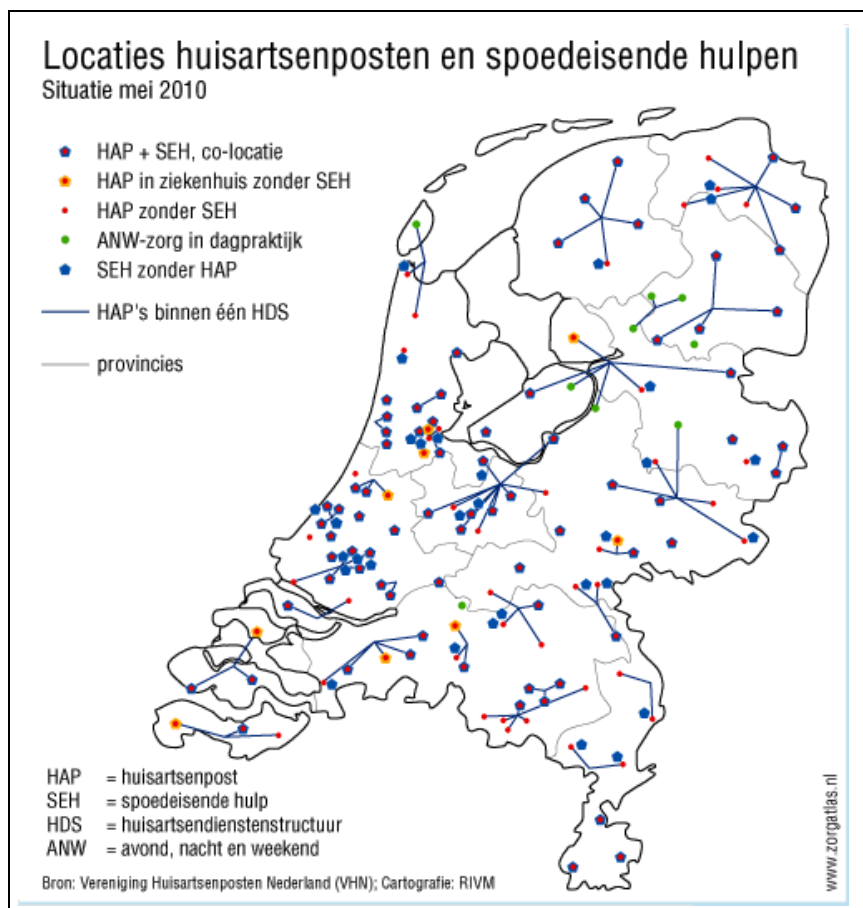 Locaties huisartsenposten en spoedeisende hulpen
Situatie mei 2010
HAP + SEH, co-locatie
HAP in ziekenhuis zonder SEH
HAP zonder SEH
ANW-zorg in dagpraktijk
SEH zonder HAP
HAP's binnen één HDS
provincies
HAP = huisartsenpost
SEH = spoedeisende hulp
HDS = huisartsendienstenstructuur
ANW = avond, nacht en weekend
Bron: Vereniging Huisartsenposten Nederland (VHN); Cartografie: RIVM
www.zorgatlas.nl